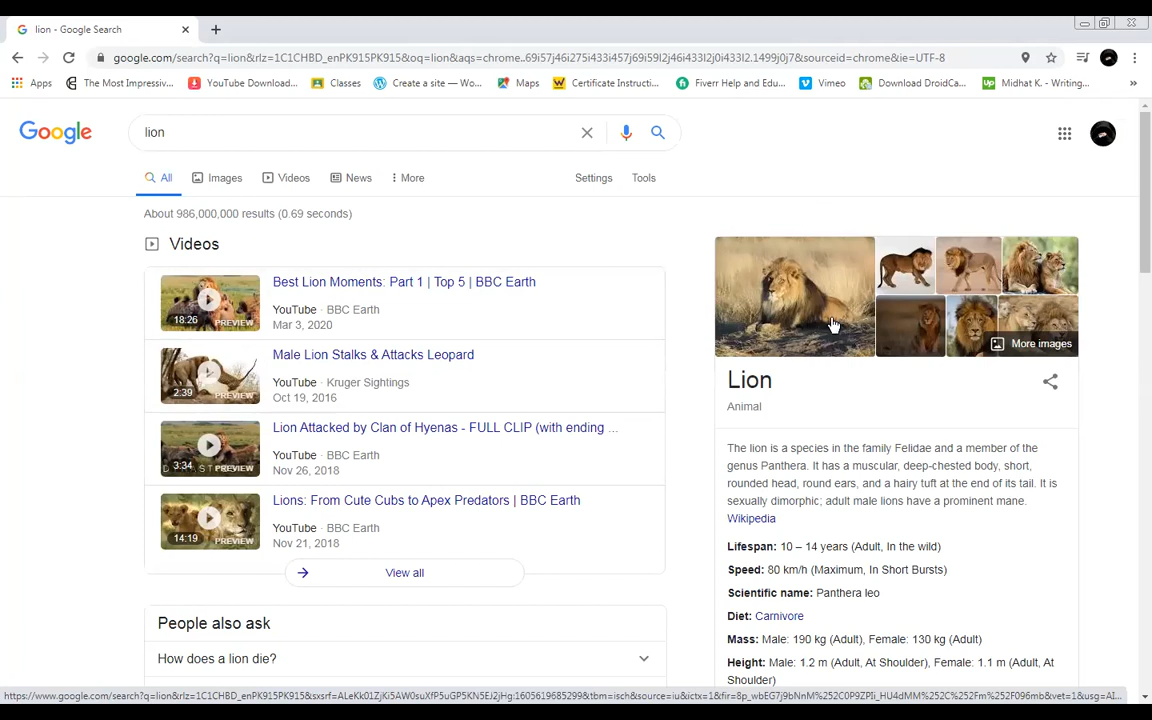 lion - Google Search
google.com/search?q=lion&rlz=1C1CHBD_enPK915PK915&oq=lion&aqs=chrome..69i57j46i275i433i457j69i59l2j46i433l2j0i433l2.1499j0j7&sourceid=chrome&ie=UTF-8
Apps The Most Impressiv... YouTube Download... Classes Create a site — Wo... Maps Certificate Instructi... Fiverr Help and Edu... Vimeo Download DroidCa... Midhat K. - Writing... »
Google
lion
All Images Videos News More Settings Tools
About 986,000,000 results (0.69 seconds)
Videos
18:26 PREVIEW
Best Lion Moments: Part 1 | Top 5 | BBC Earth
YouTube · BBC Earth
Mar 3, 2020
2:39 PREVIEW
Male Lion Stalks & Attacks Leopard
YouTube · Kruger Sightings
Oct 19, 2016
3:34 PREVIEW
Lion Attacked by Clan of Hyenas - FULL CLIP (with ending ...
YouTube · BBC Earth
Nov 26, 2018
14:19 PREVIEW
Lions: From Cute Cubs to Apex Predators | BBC Earth
YouTube · BBC Earth
Nov 21, 2018
View all
People also ask
How does a lion die?
More images
Lion
Animal
The lion is a species in the family Felidae and a member of the
genus Panthera. It has a muscular, deep-chested body, short,
rounded head, round ears, and a hairy tuft at the end of its tail. It is
sexually dimorphic; adult male lions have a prominent mane.
Wikipedia
Lifespan: 10 – 14 years (Adult, In the wild)
Speed: 80 km/h (Maximum, In Short Bursts)
Scientific name: Panthera leo
Diet: Carnivore
Mass: Male: 190 kg (Adult), Female: 130 kg (Adult)
Height: Male: 1.2 m (Adult, At Shoulder), Female: 1.1 m (Adult, At
Shoulder)